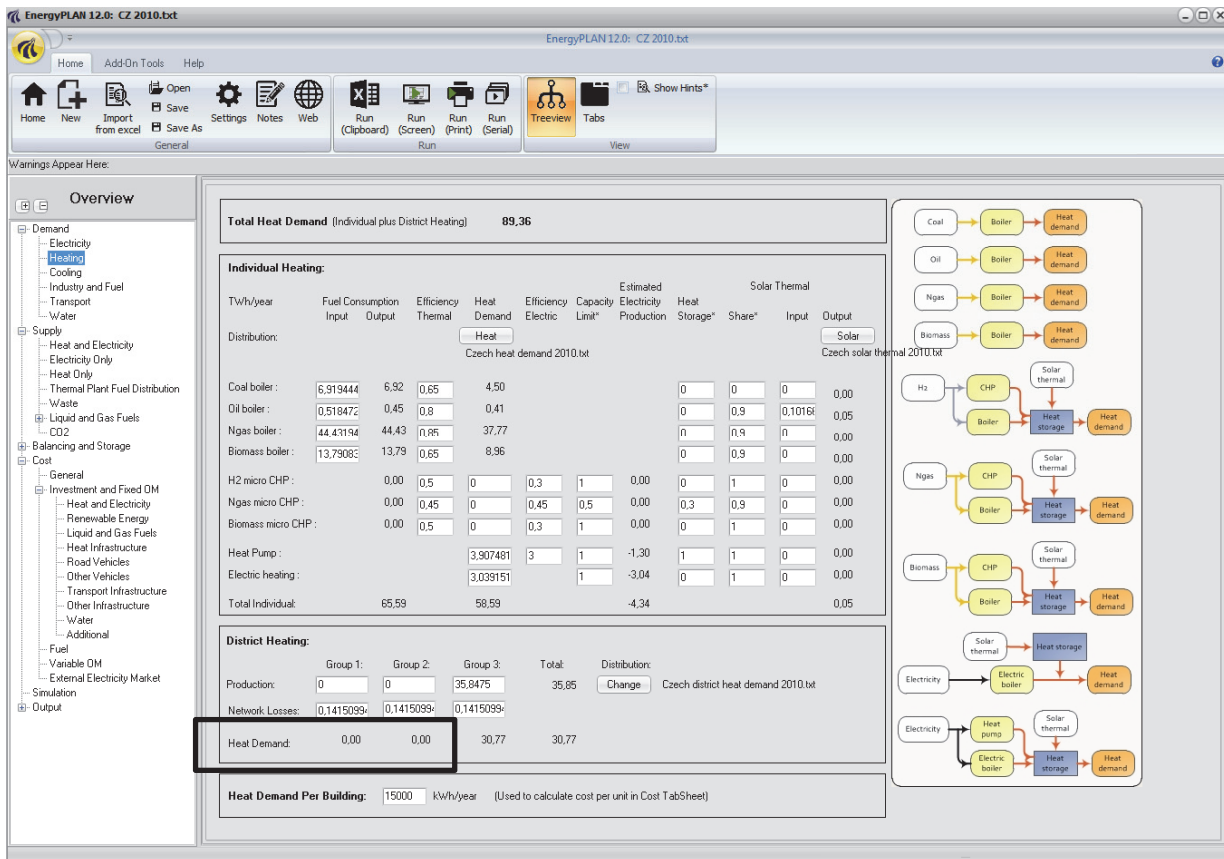 EnergyPLAN 12.0: CZ 2010.txt
EnergyPLAN 12.0: CZ 2010.txt
Home Add-On Tools Help
Home New Import from excel Open Save Save As Settings Notes Web Run (Clipboard) Run (Screen) Run (Print) Run (Serial) Treeview Tabs Show Hints*
General Run View
Warnings Appear Here:
Overview
Demand
Electricity
Heating
Cooling
Industry and Fuel
Transport
Water
Supply
Heat and Electricity
Electricity Only
Heat Only
Thermal Plant Fuel Distribution
Waste
Liquid and Gas Fuels
CO2
Balancing and Storage
Cost
General
Investment and Fixed OM
Heat and Electricity
Renewable Energy
Liquid and Gas Fuels
Heat Infrastructure
Road Vehicles
Other Vehicles
Transport Infrastructure
Other Infrastructure
Water
Additional
Fuel
Variable OM
External Electricity Market
Simulation
Output
Total Heat Demand (Individual plus District Heating) 89,36
Individual Heating:
Estimated Solar Thermal
TWh/year Fuel Consumption Efficiency Heat Efficiency Capacity Electricity Heat
Input Output Thermal Demand Electric Limit* Production Storage* Share* Input Output
Distribution: Heat Solar
Czech heat demand 2010.txt Czech solar thermal 2010.txt
Coal boiler : 6,919444 6,92 0,65 4,50 0 0 0 0,00
Oil boiler : 0,518472 0,45 0,8 0,41 0 0,9 0,1016 0,05
Ngas boiler : 44,43194 44,43 0,85 37,77 0 0,9 0 0,00
Biomass boiler : 13,79083 13,79 0,65 8,96 0 0,9 0 0,00
H2 micro CHP : 0,00 0,5 0 0,3 1 0,00 0 1 0 0,00
Ngas micro CHP : 0,00 0,45 0 0,45 0,5 0,00 0,3 0,9 0 0,00
Biomass micro CHP : 0,00 0,5 0 0,3 1 0,00 0 1 0 0,00
Heat Pump : 3,907481 3 1 -1,30 1 1 0 0,00
Electric heating : 3,039151 1 -3,04 0 1 0 0,00
Total Individual: 65,59 58,59 -4,34 0,05
District Heating:
Group 1: Group 2: Group 3: Total: Distribution:
Production: 0 0 35,8475 35,85 Change Czech district heat demand 2010.txt
Network Losses: 0,1415099 0,1415099 0,1415099
Heat Demand: 0,00 0,00 30,77 30,77
Heat Demand Per Building: 15000 kWh/year (Used to calculate cost per unit in Cost TabSheet)
Coal Boiler Heat demand
Oil Boiler Heat demand
Ngas Boiler Heat demand
Biomass Boiler Heat demand
H2 CHP Solar thermal
Boiler Heat storage Heat demand
Ngas CHP Solar thermal
Boiler Heat storage Heat demand
Biomass CHP Solar thermal
Boiler Heat storage Heat demand
Solar thermal Heat storage
Electricity Electric boiler Heat demand
Electricity Heat pump Solar thermal
Electric boiler Heat storage Heat demand